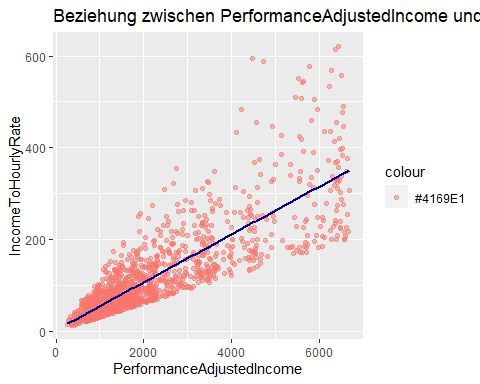 Beziehung zwischen PerformanceAdjustedIncome und
600
400
200
0
IncomeToHourlyRate
0 2000 4000 6000
PerformanceAdjustedIncome
colour
#4169E1